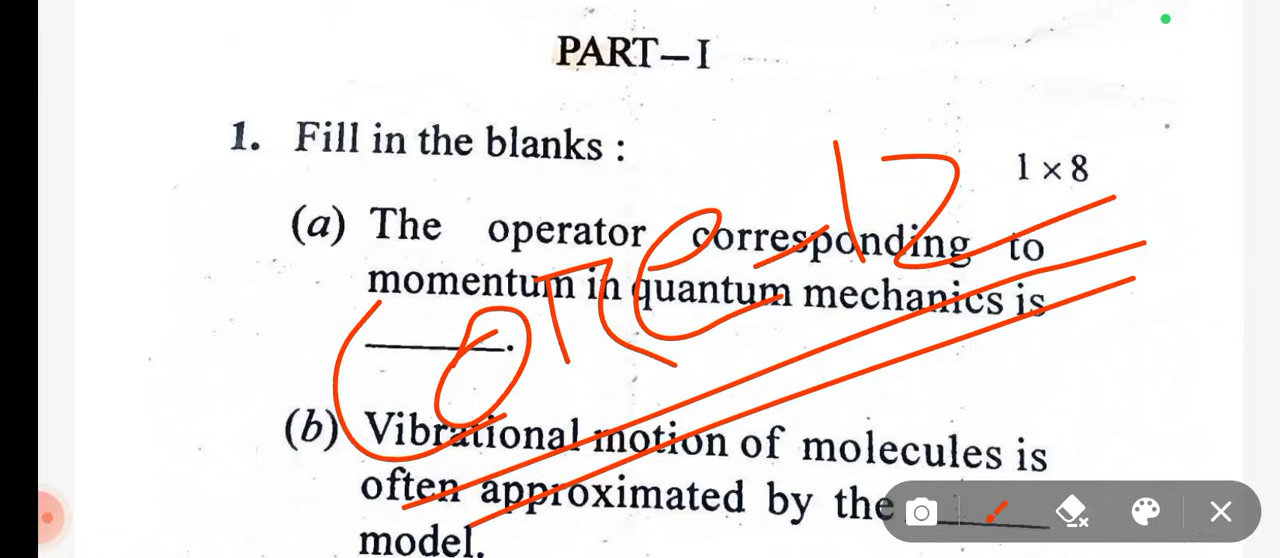 PART–I
1. Fill in the blanks :
1 × 8
(a) The operator corresponding to
momentum in quantum mechanics is
______.
(b) Vibrational motion of molecules is
often approximated by the ______
model.
CORE-12